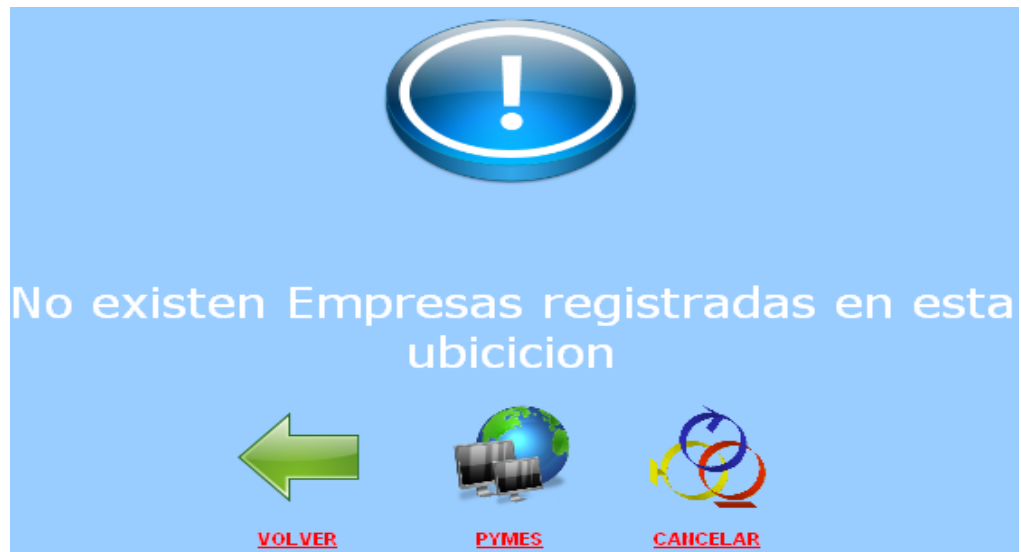 No existen Empresas registradas en esta
ubicicion
VOLVER PYMES CANCELAR